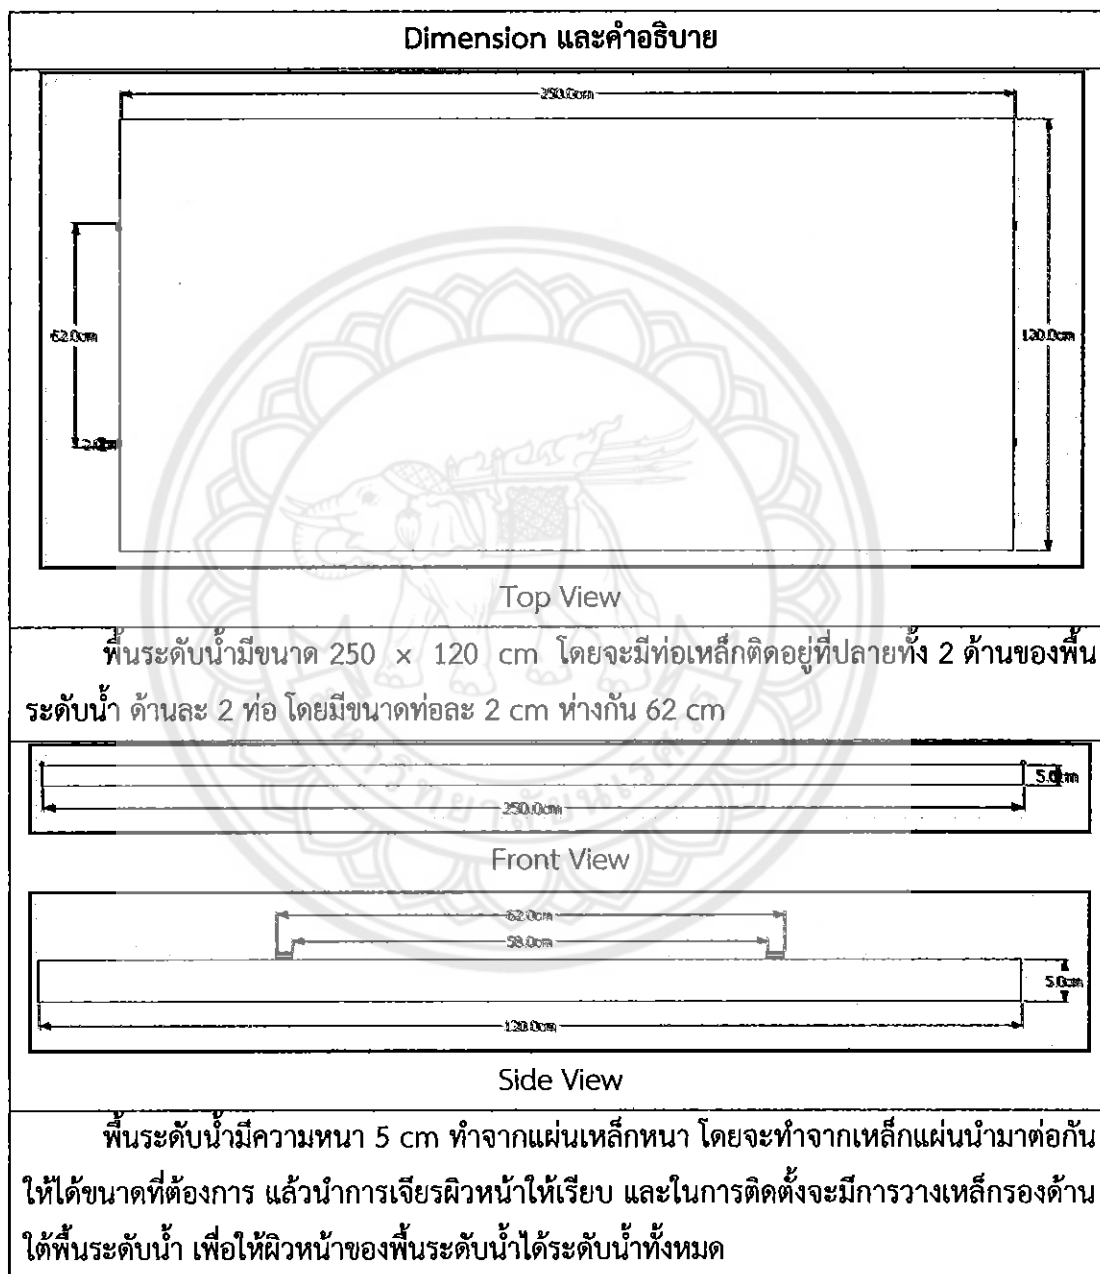 Dimension และคำอธิบาย
250.0cm
62.0cm
120.0cm
2.0cm
Top View
พื้นระดับน้ำมีขนาด 250 x 120 cm โดยจะมีท่อเหล็กติดอยู่ที่ปลายทั้ง 2 ด้านของพื้น
ระดับน้ำ ด้านละ 2 ท่อ โดยมีขนาดท่อละ 2 cm ห่างกัน 62 cm
5.0cm
250.0cm
Front View
62.0cm
58.0cm
5.0cm
120.0cm
Side View
พื้นระดับน้ำมีความหนา 5 cm ทำจากแผ่นเหล็กหนา โดยจะทำจากเหล็กแผ่นนำมาต่อกัน
ให้ได้ขนาดที่ต้องการ แล้วนำการเจียรผิวหน้าให้เรียบ และในการติดตั้งจะมีการวางเหล็กรองด้าน
ใต้พื้นระดับน้ำ เพื่อให้ผิวหน้าของพื้นระดับน้ำได้ระดับน้ำทั้งหมด